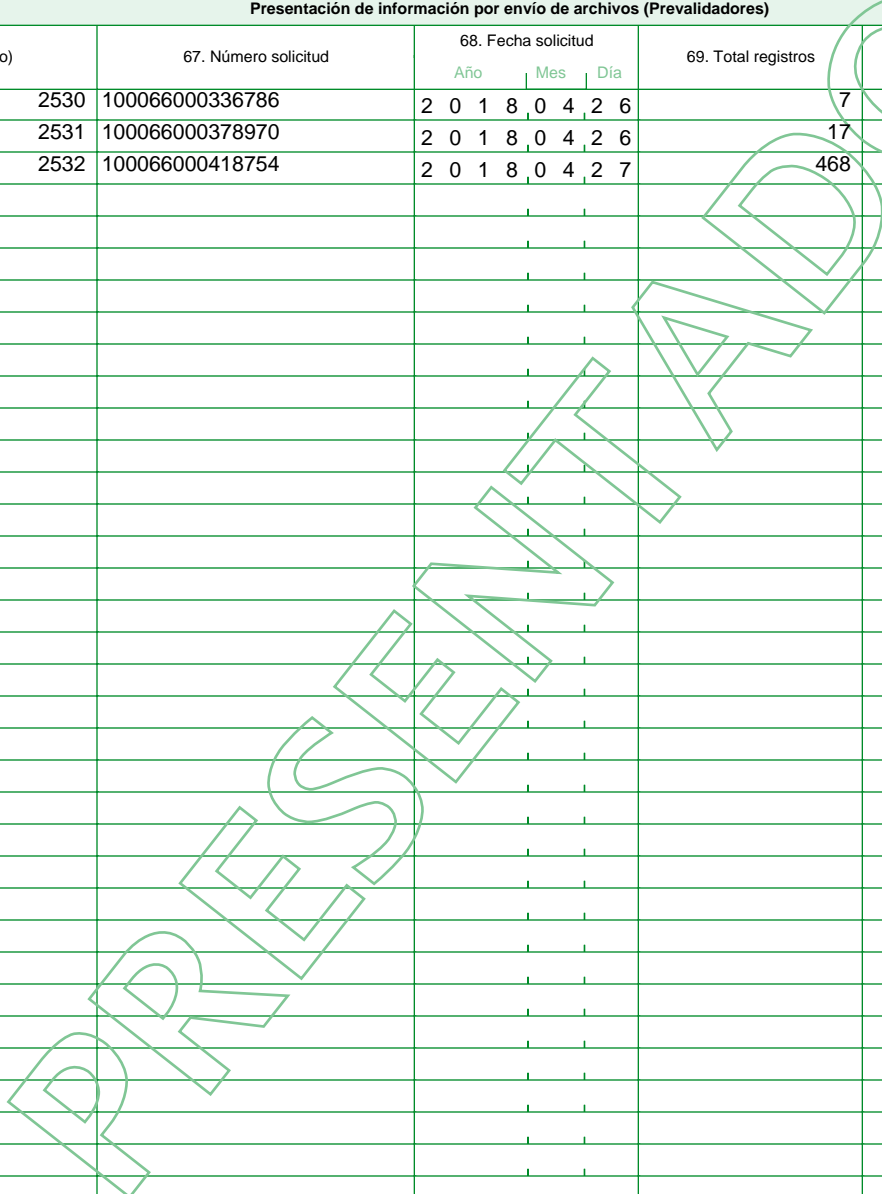 Presentación de información por envío de archivos (Prevalidadores)
o) 67. Número solicitud 68. Fecha solicitud 69. Total registros
Año Mes Día
2530 100066000336786 2 0 1 8 0 4 2 6 7
2531 100066000378970 2 0 1 8 0 4 2 6 17
2532 100066000418754 2 0 1 8 0 4 2 7 468
PRESENTADO